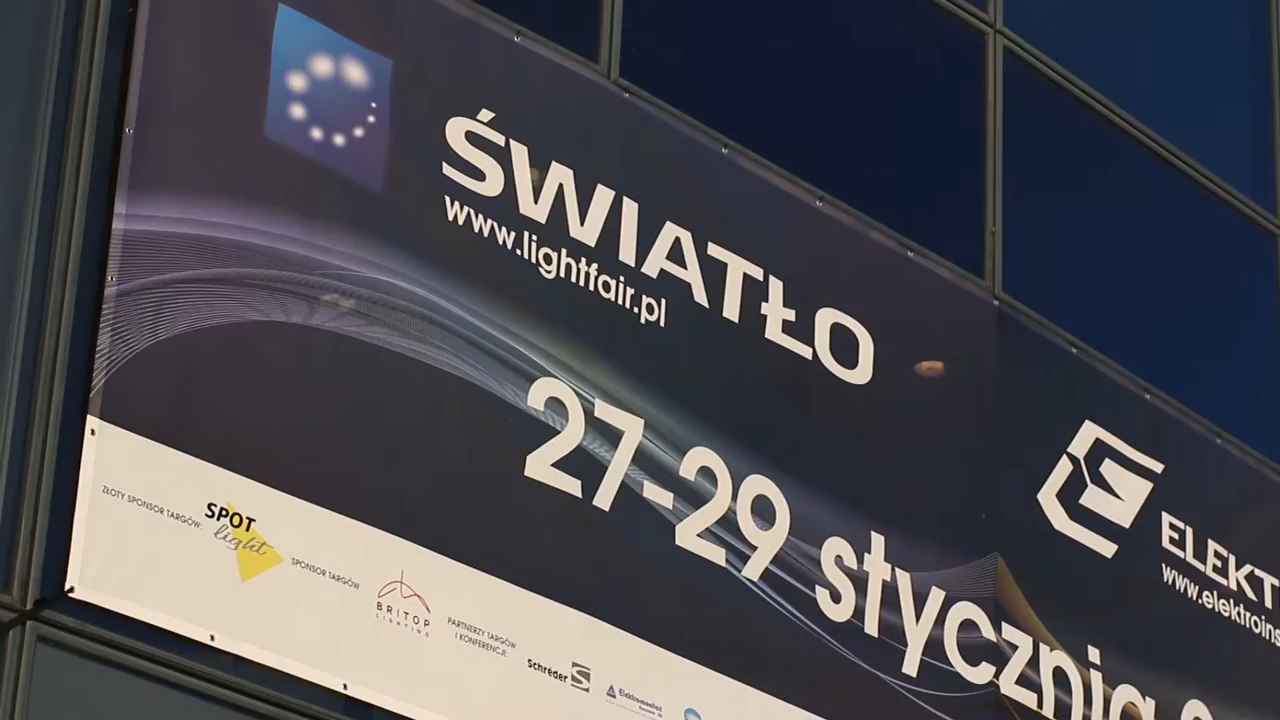 ŚWIATŁO
www.lightfair.pl
27-29 stycznia
ELEKT
www.elektroins
ZŁOTY SPONSOR TARGÓW:
SPOT
light
SPONSOR TARGÓW
BRITOP
LIGHTING
PARTNERZY TARGÓW
I KONFERENCJI:
Schréder
Elektromontaż